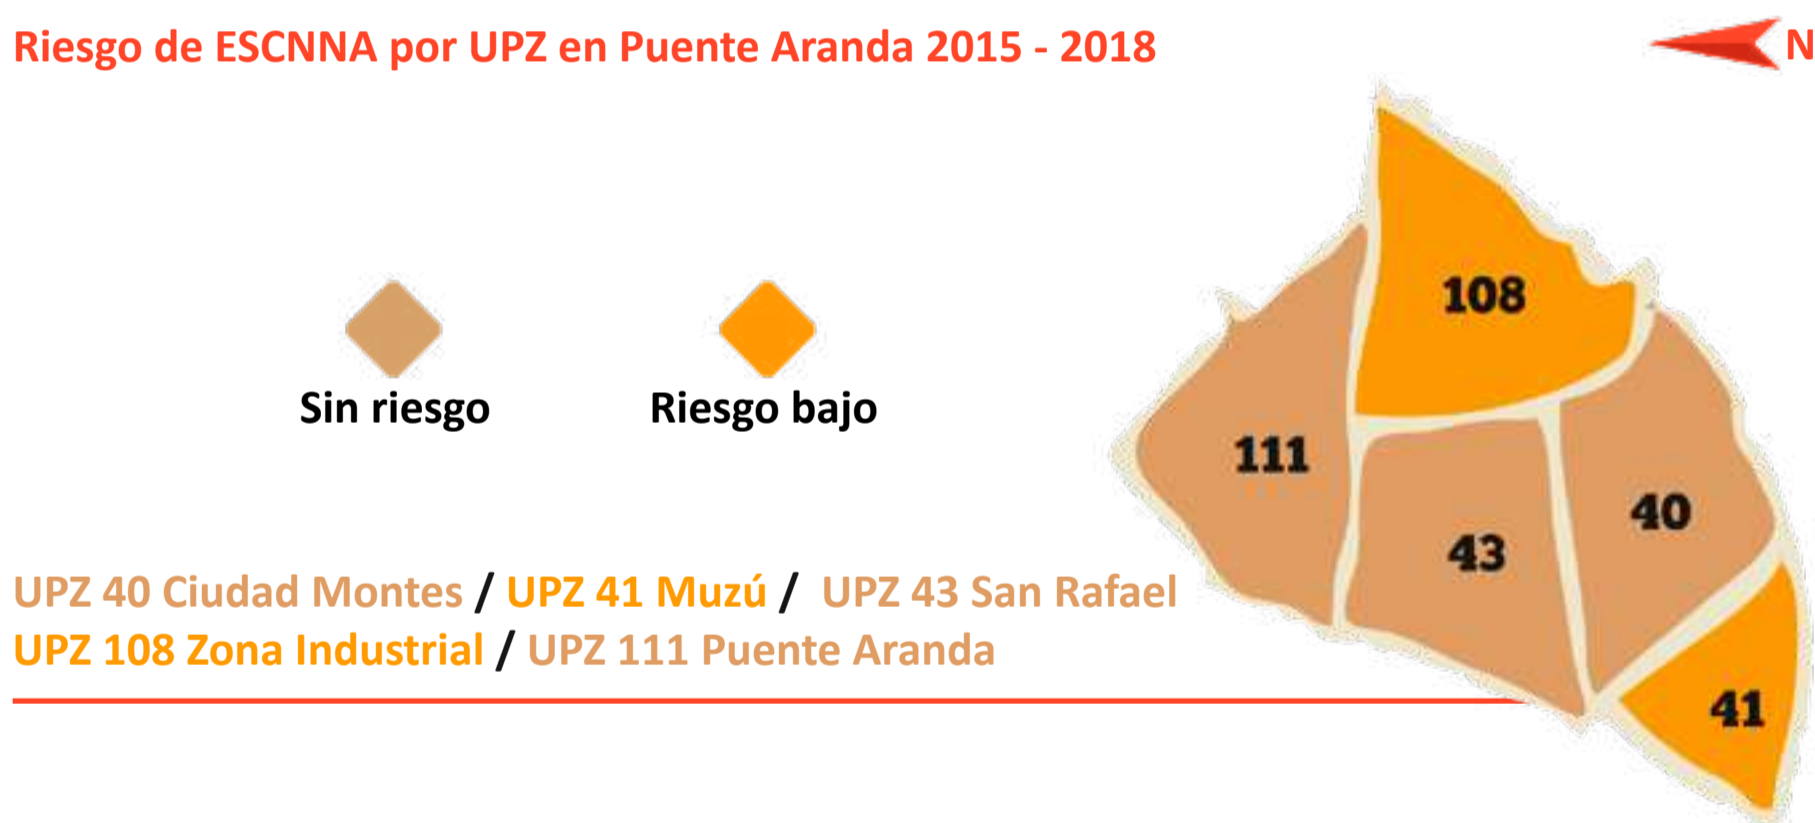 Riesgo de ESCNNA por UPZ en Puente Aranda 2015 - 2018
N
Sin riesgo
Riesgo bajo
108
111
40
43
41
UPZ 40 Ciudad Montes / UPZ 41 Muzú / UPZ 43 San Rafael
UPZ 108 Zona Industrial / UPZ 111 Puente Aranda